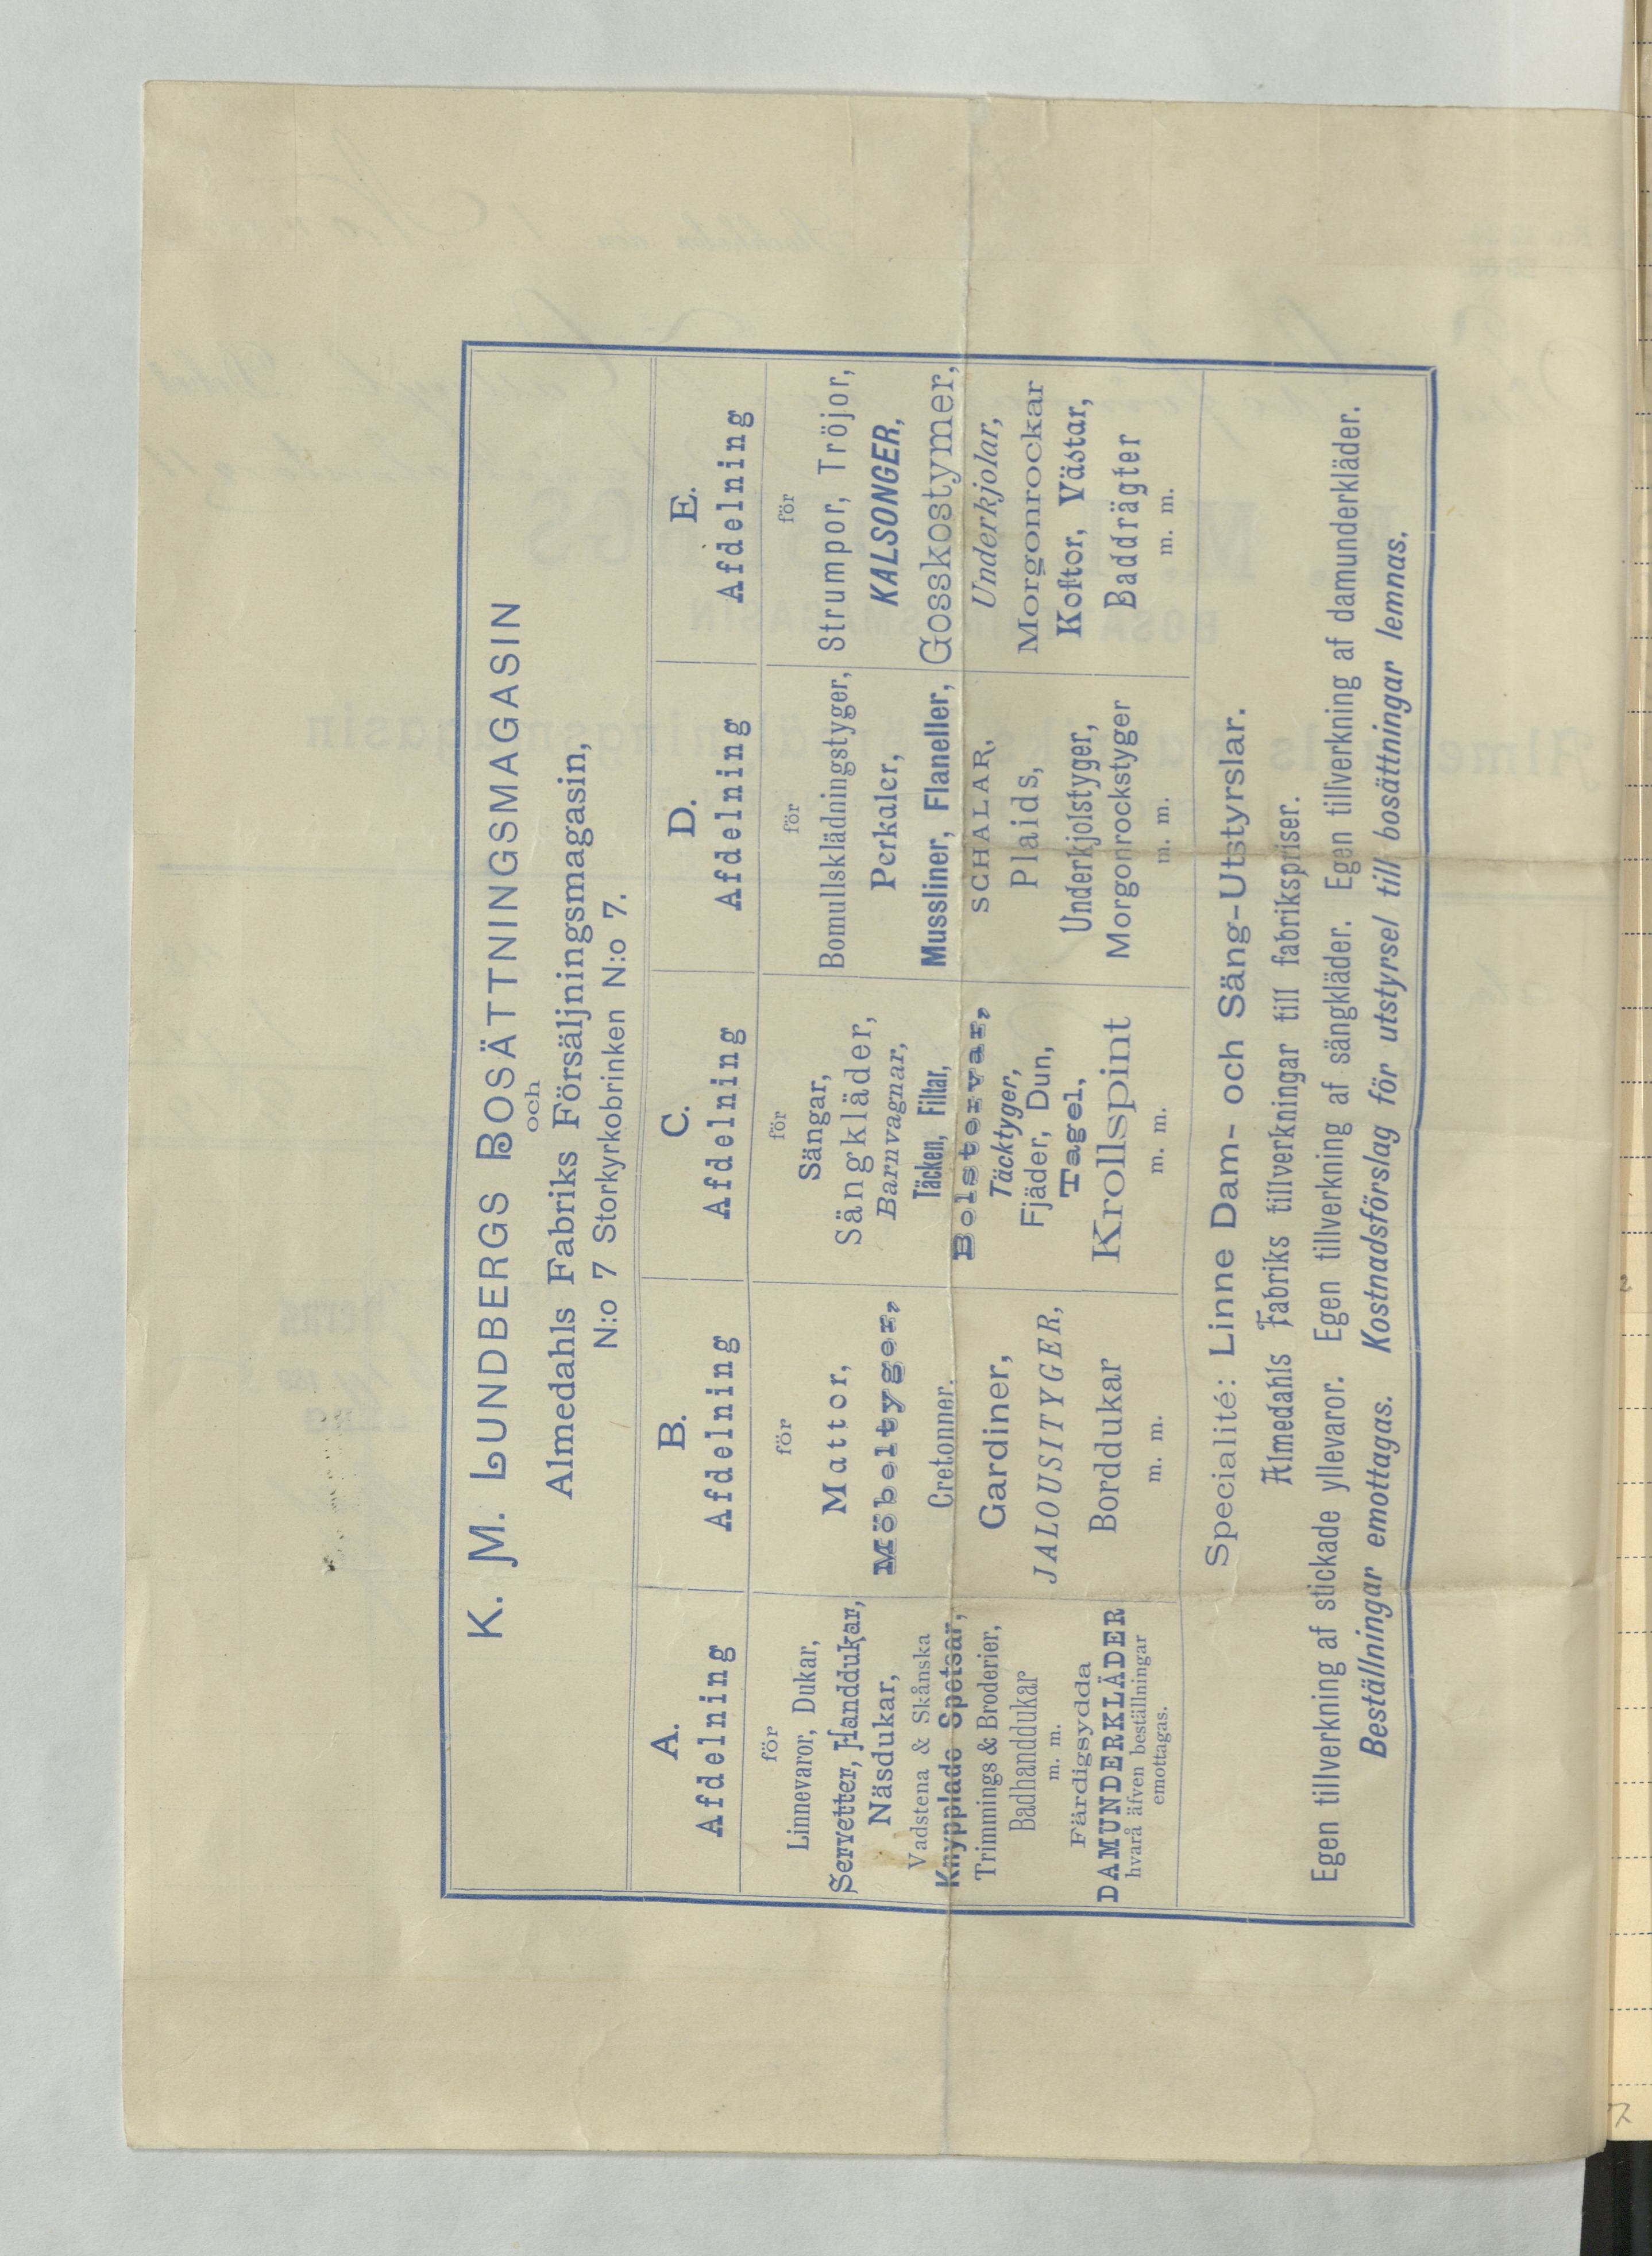 K. M. LUNDBERGS BOSÄTTNINGSMAGASIN
och
Almedahls Fabriks Försäljningsmagasin,
N:o 7 Storkyrkobrinken N:o 7.
A.
Afdelning
för
Linnevaror, Dukar,
Servetter, Handdukar,
Näsdukar,
Vadstena & Skånska
Knypplade Spetsar,
Trimmings & Broderier,
Badhanddukar
m. m.
Färdigsydda
DAMUNDERKLÄDER
hvarå äfven beställningar
emottagas.
B.
Afdelning
för
Mattor,
Möbeltyger,
Cretonner.
Gardiner,
JALOUSITYGER,
Borddukar
m. m.
C.
Afdelning
för
Sängar,
Sängkläder,
Barnvagnar,
Täcken, Filtar,
Bolstervar,
Täcktyger,
Fjäder, Dun,
Tagel,
Krollspint
m. m.
D.
Afdelning
för
Bomullsklädningstyger,
Perkaler,
Mussliner, Flaneller,
SCHALAR,
Plaids,
Underkjolstyger,
Morgonrockstyger
m. m.
E.
Afdelning
för
Strumpor, Tröjor,
KALSONGER,
Gosskostymer,
Underkjolar,
Morgonrockar
Koftor, Västar,
Baddrägter
m. m.
Specialité: Linne Dam- och Säng-Utstyrslar.
Almedahls Fabriks tillverkningar till fabrikspriser.
Egen tillverkning af stickade yllevaror. Egen tillverkning af sängkläder. Egen tillverkning af damunderkläder.
Beställningar emottagas. Kostnadsförslag för utstyrsel till bosättningar lemnas.